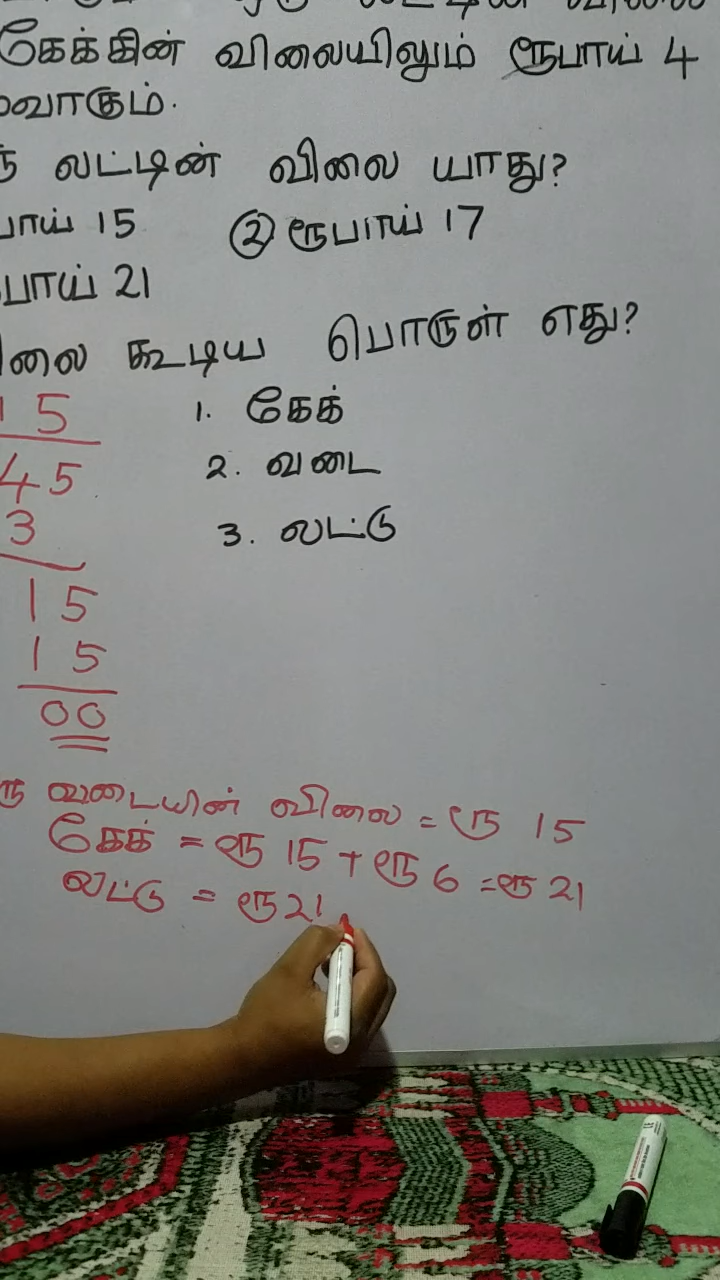 கேக்கின் விலையிலும் ரூபாய் 4
வாகும்.
லட்டின் விலை யாது?
பாய் 15 ② ரூபாய் 17
பாய் 21
லை கூடிய பொருள் எது?
15 1. கேக்
45 2. வடை
3 3. லட்டு
15
15
00
ரு வடையின் விலை = ரூ 15
கேக் = ரூ 15 + ரூ 6 = ரூ 21
லட்டு = ரூ 21